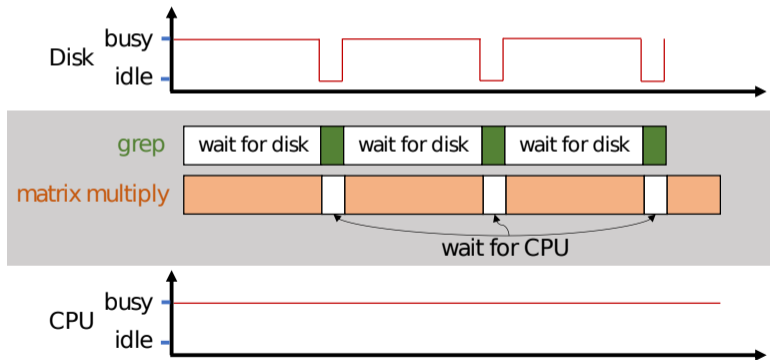 busy
Disk
idle
grep
wait for disk
wait for disk
wait for disk
matrix multiply
wait for CPU
busy
CPU
idle